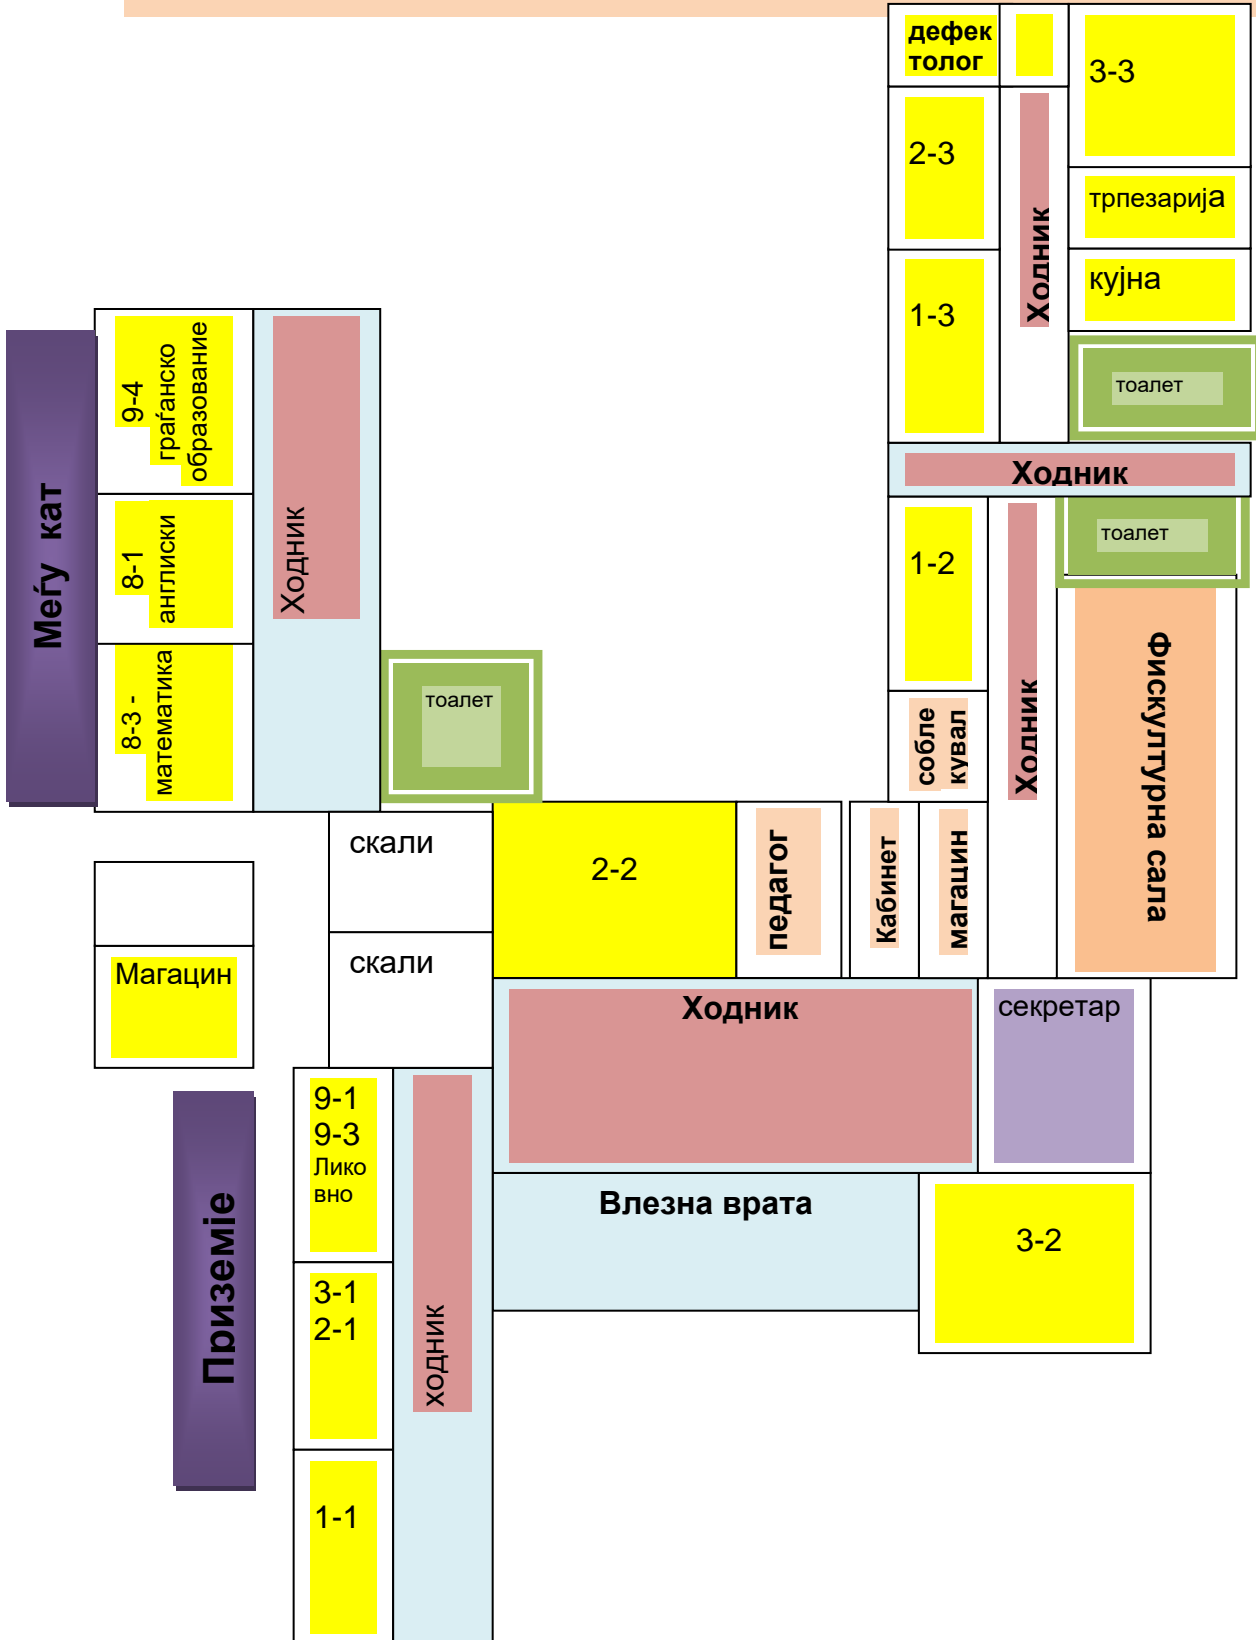 дефек
толог
3-3
2-3
трпезарија
Ходник
кујна
1-3
тоалет
Ходник
Меѓу кат
9-4
граѓанско
образование
8-1
англиски
8-3 -
математика
Ходник
тоалет
1-2
тоалет
собле
кувал
Ходник
Фискултурна сала
скали
2-2
педагог
Кабинет
магацин
скали
Магацин
Ходник
секретар
Приземје
9-1
9-3
Лико
вно
ходник
Влезна врата
3-2
3-1
2-1
1-1